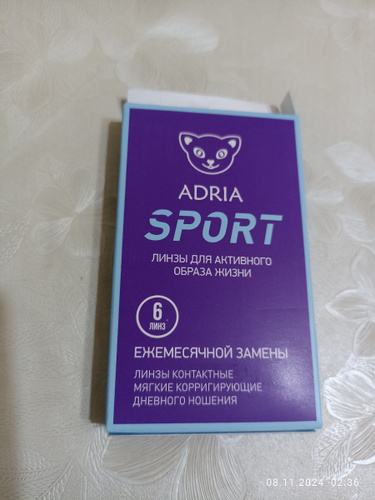 ADRIA
SPORT
ЛИНЗЫ ДЛЯ АКТИВНОГО
ОБРАЗА ЖИЗНИ
6
ЛИНЗ
ЕЖЕМЕСЯЧНОЙ ЗАМЕНЫ
ЛИНЗЫ КОНТАКТНЫЕ
МЯГКИЕ КОРРИГИРУЮЩИЕ
ДНЕВНОГО НОШЕНИЯ
08.11.2024 02:36